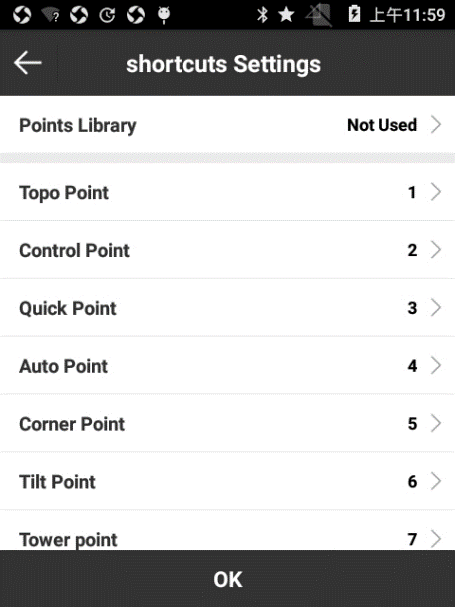 上午11:59
shortcuts Settings
Points Library Not Used
Topo Point 1
Control Point 2
Quick Point 3
Auto Point 4
Corner Point 5
Tilt Point 6
Tower point 7
OK